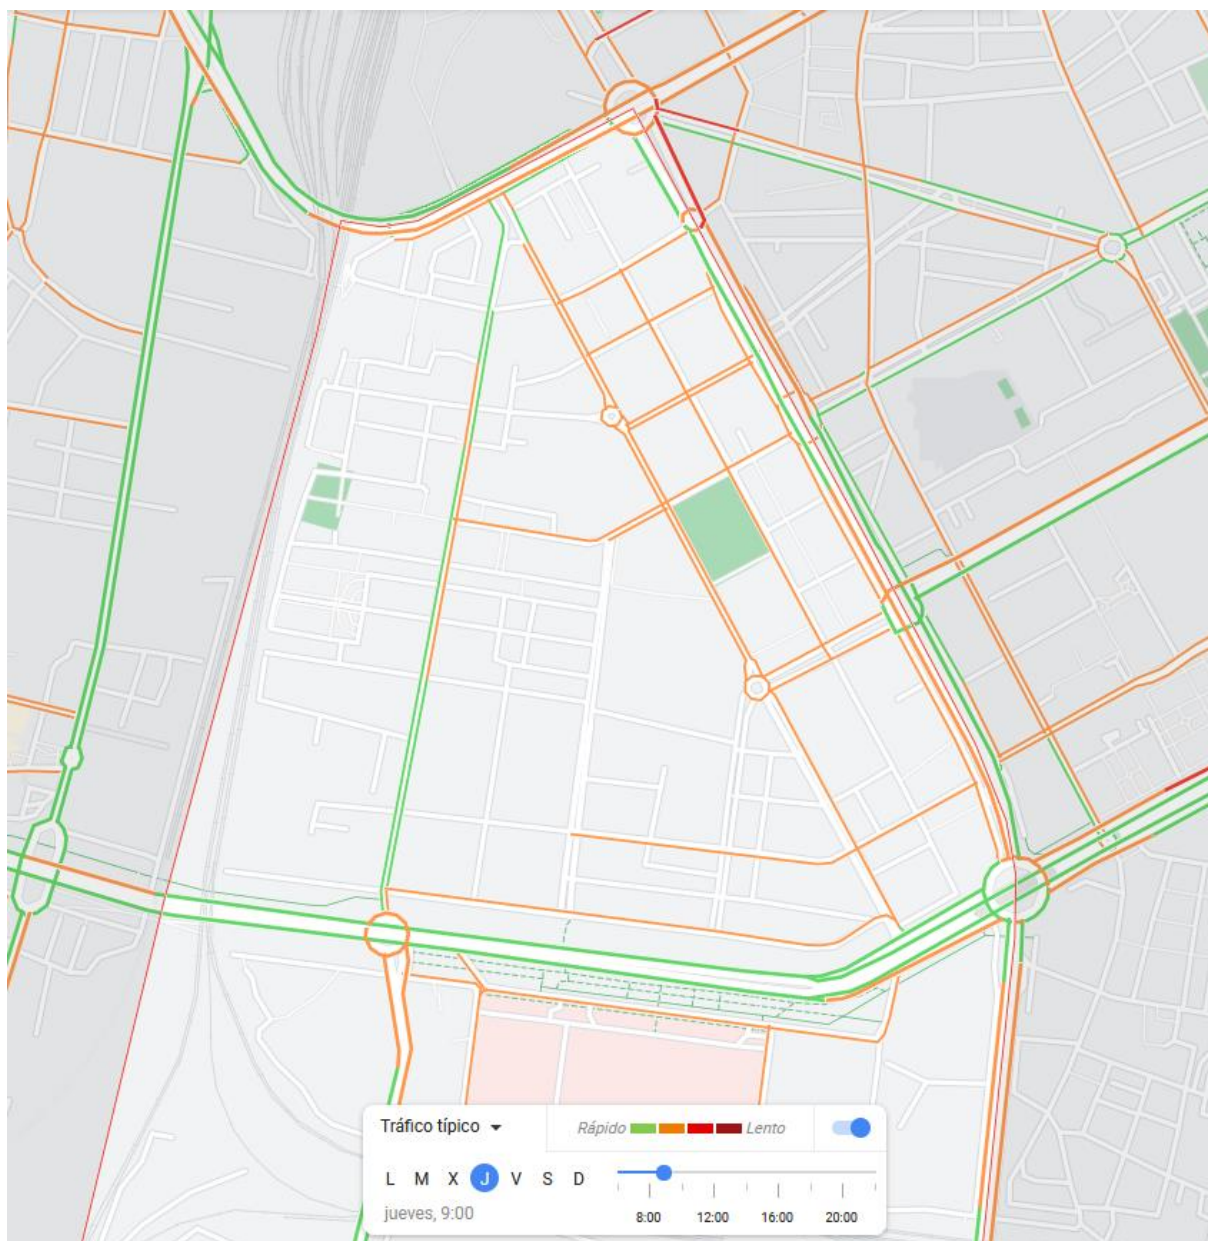 Tráfico típico
Rápido Lento
L M X J V S D
jueves, 9:00
8:00 12:00 16:00 20:00